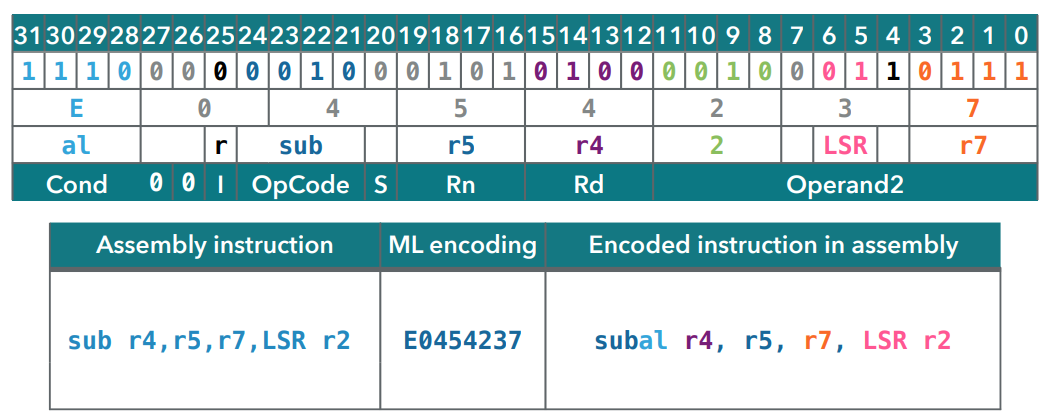 31 30 29 28 27 26 25 24 23 22 21 20 19 18 17 16 15 14 13 12 11 10 9 8 7 6 5 4 3 2 1 0
1 1 1 0 0 0 0 0 0 1 0 0 0 1 0 1 0 1 0 0 0 0 1 0 0 0 1 1 0 1 1 1
E 0 4 5 4 2 3 7
al r sub r5 r4 2 LSR r7
Cond 0 0 I OpCode S Rn Rd Operand2
Assembly instruction ML encoding Encoded instruction in assembly
sub r4,r5,r7,LSR r2 E0454237 subal r4, r5, r7, LSR r2